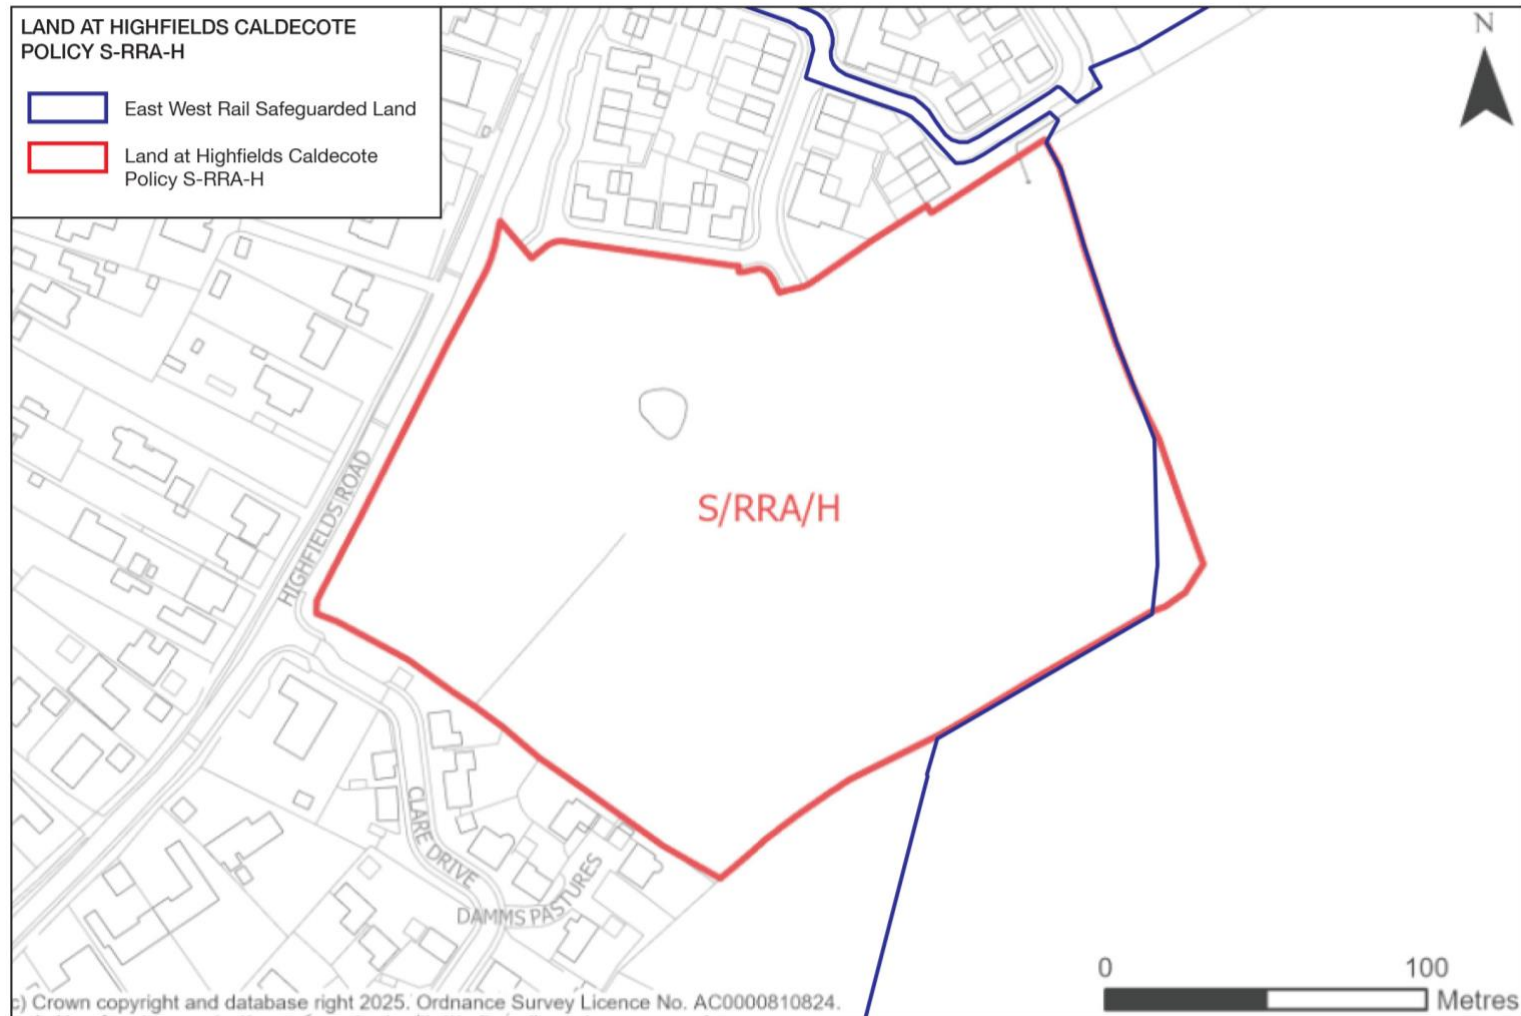 LAND AT HIGHFIELDS CALDECOTE
POLICY S-RRA-H
East West Rail Safeguarded Land
Land at Highfields Caldecote
Policy S-RRA-H
N
S/RRA/H
HIGHFIELDS ROAD
CLARE DRIVE
DAMMS PASTURES
0 100
Metres
c) Crown copyright and database right 2025. Ordnance Survey Licence No. AC0000810824.